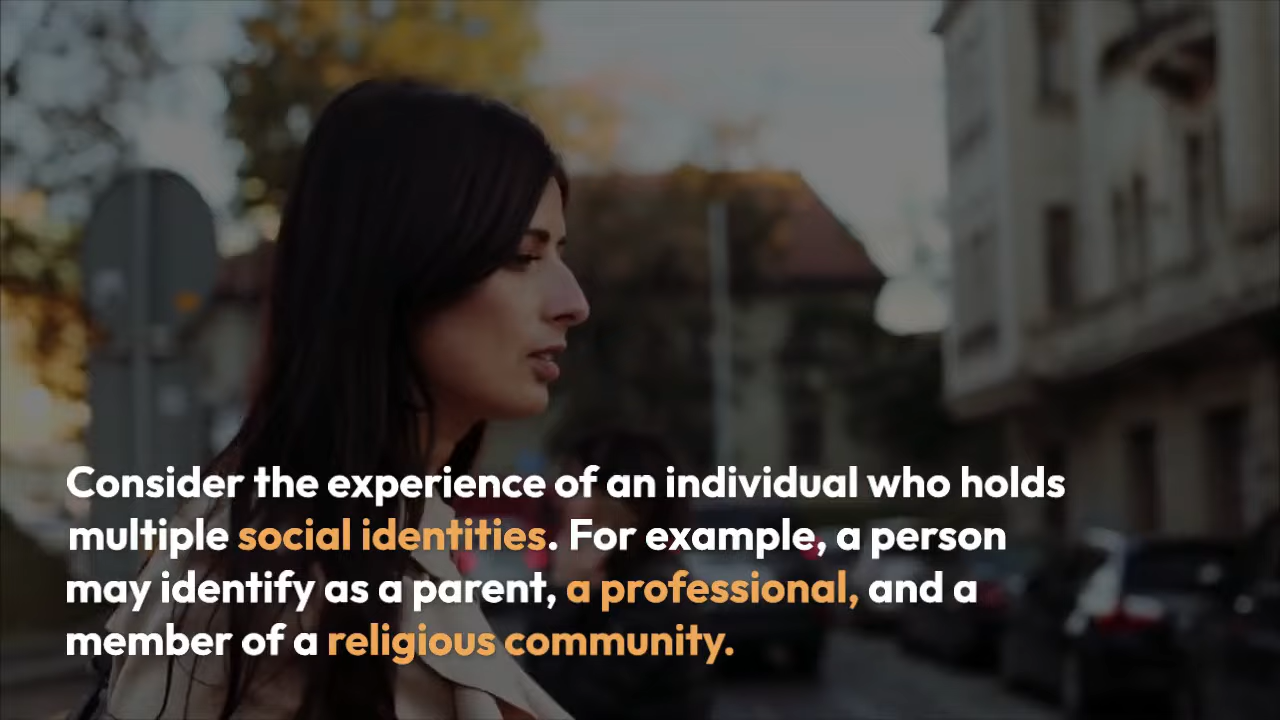 Consider the experience of an individual who holds
multiple social identities. For example, a person
may identify as a parent, a professional, and a
member of a religious community.